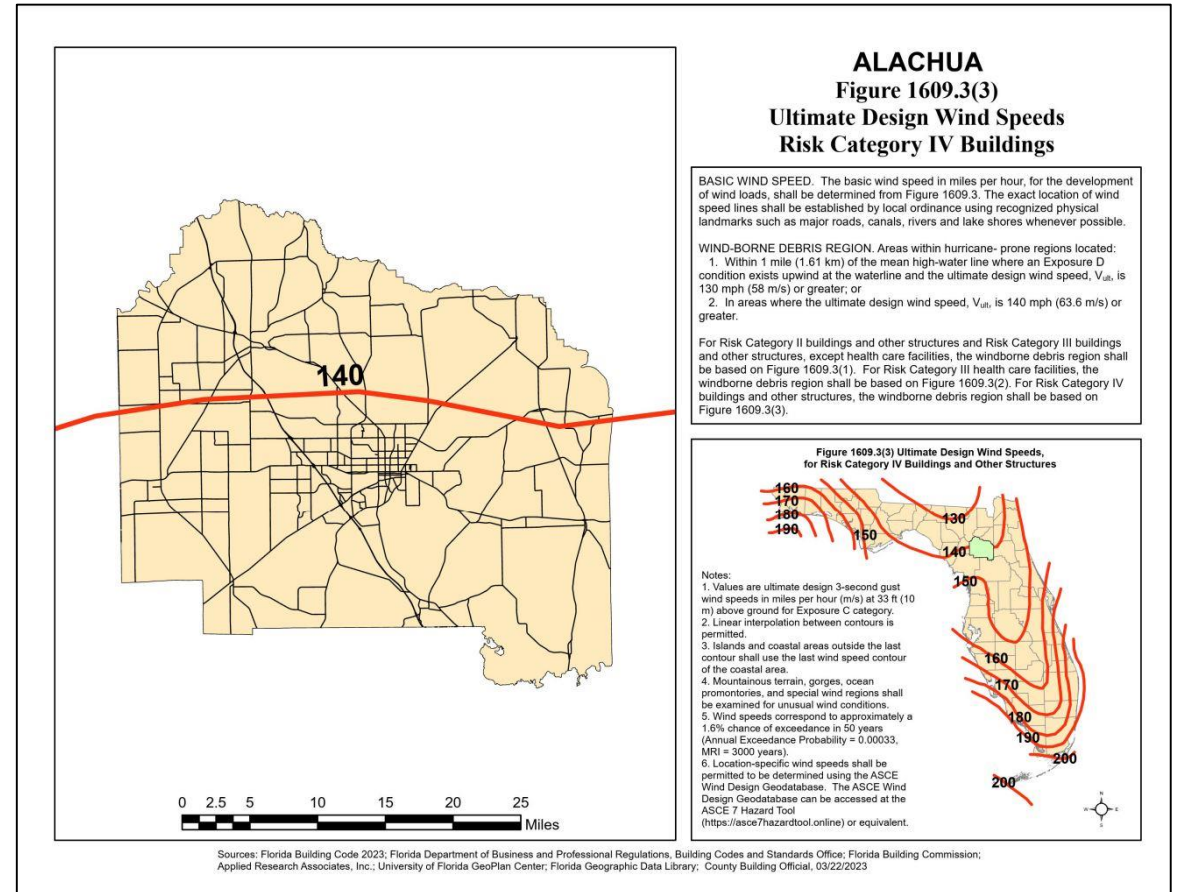 ALACHUA
Figure 1609.3(3)
Ultimate Design Wind Speeds
Risk Category IV Buildings
BASIC WIND SPEED. The basic wind speed in miles per hour, for the development
of wind loads, shall be determined from Figure 1609.3. The exact location of wind
speed lines shall be established by local ordinance using recognized physical
landmarks such as major roads, canals, rivers and lake shores whenever possible.
WIND-BORNE DEBRIS REGION. Areas within hurricane- prone regions located:
1. Within 1 mile (1.61 km) of the mean high-water line where an Exposure D
condition exists upwind at the waterline and the ultimate design wind speed, Vult, is
130 mph (58 m/s) or greater; or
2. In areas where the ultimate design wind speed, Vult, is 140 mph (63.6 m/s) or
greater.
For Risk Category II buildings and other structures and Risk Category III buildings
and other structures, except health care facilities, the windborne debris region shall
be based on Figure 1609.3(1). For Risk Category III health care facilities, the
windborne debris region shall be based on Figure 1609.3(2). For Risk Category IV
buildings and other structures, the windborne debris region shall be based on
Figure 1609.3(3).
140
0 2.5 5 10 15 20 25
Miles
Figure 1609.3(3) Ultimate Design Wind Speeds,
for Risk Category IV Buildings and Other Structures
160
170
180
190
150
130
140
150
160
170
180
190
200
200
N
W E
S
Notes:
1. Values are ultimate design 3-second gust
wind speeds in miles per hour (m/s) at 33 ft (10
m) above ground for Exposure C category.
2. Linear interpolation between contours is
permitted.
3. Islands and coastal areas outside the last
contour shall use the last wind speed contour
of the coastal area.
4. Mountainous terrain, gorges, ocean
promontories, and special wind regions shall
be examined for unusual wind conditions.
5. Wind speeds correspond to approximately a
1.6% chance of exceedance in 50 years
(Annual Exceedance Probability = 0.00033,
MRI = 3000 years).
6. Location-specific wind speeds shall be
permitted to be determined using the ASCE
Wind Design Geodatabase. The ASCE Wind
Design Geodatabase can be accessed at the
ASCE 7 Hazard Tool
(https://asce7hazardtool.online) or equivalent.
Sources: Florida Building Code 2023; Florida Department of Business and Professional Regulations, Building Codes and Standards Office; Florida Building Commission;
Applied Research Associates, Inc.; University of Florida GeoPlan Center; Florida Geographic Data Library; County Building Official, 03/22/2023